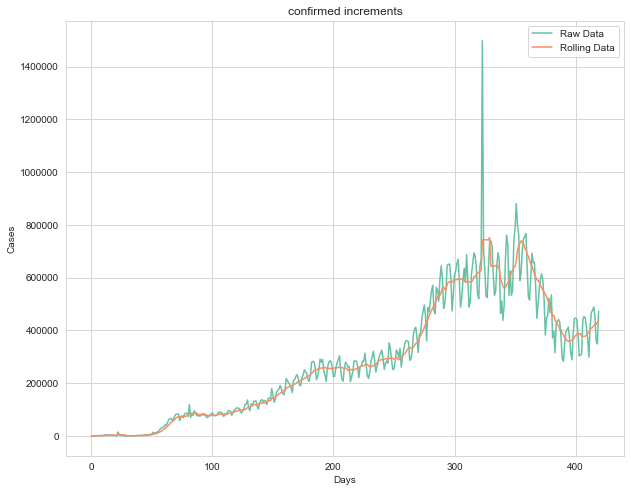 confirmed increments
Raw Data
Rolling Data
1400000
1200000
1000000
800000
600000
400000
200000
0
Cases
0 100 200 300 400
Days